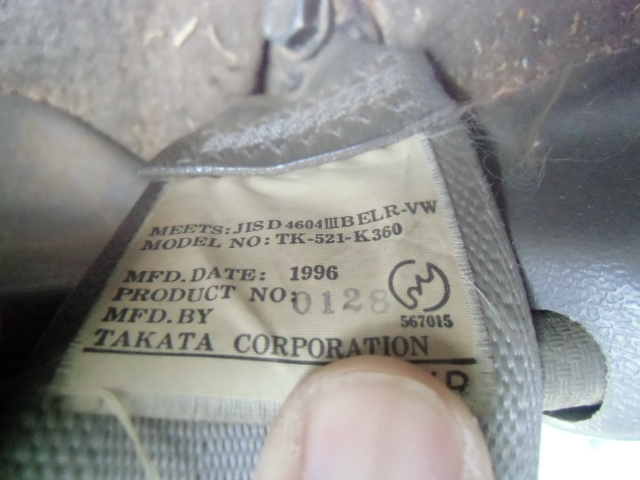 MEETS: JIS D 4604 III BELR-VW
MODEL NO: TK-521-K360
MFD. DATE: 1996
PRODUCT NO: 0128
MFD. BY
567015
TAKATA CORPORATION